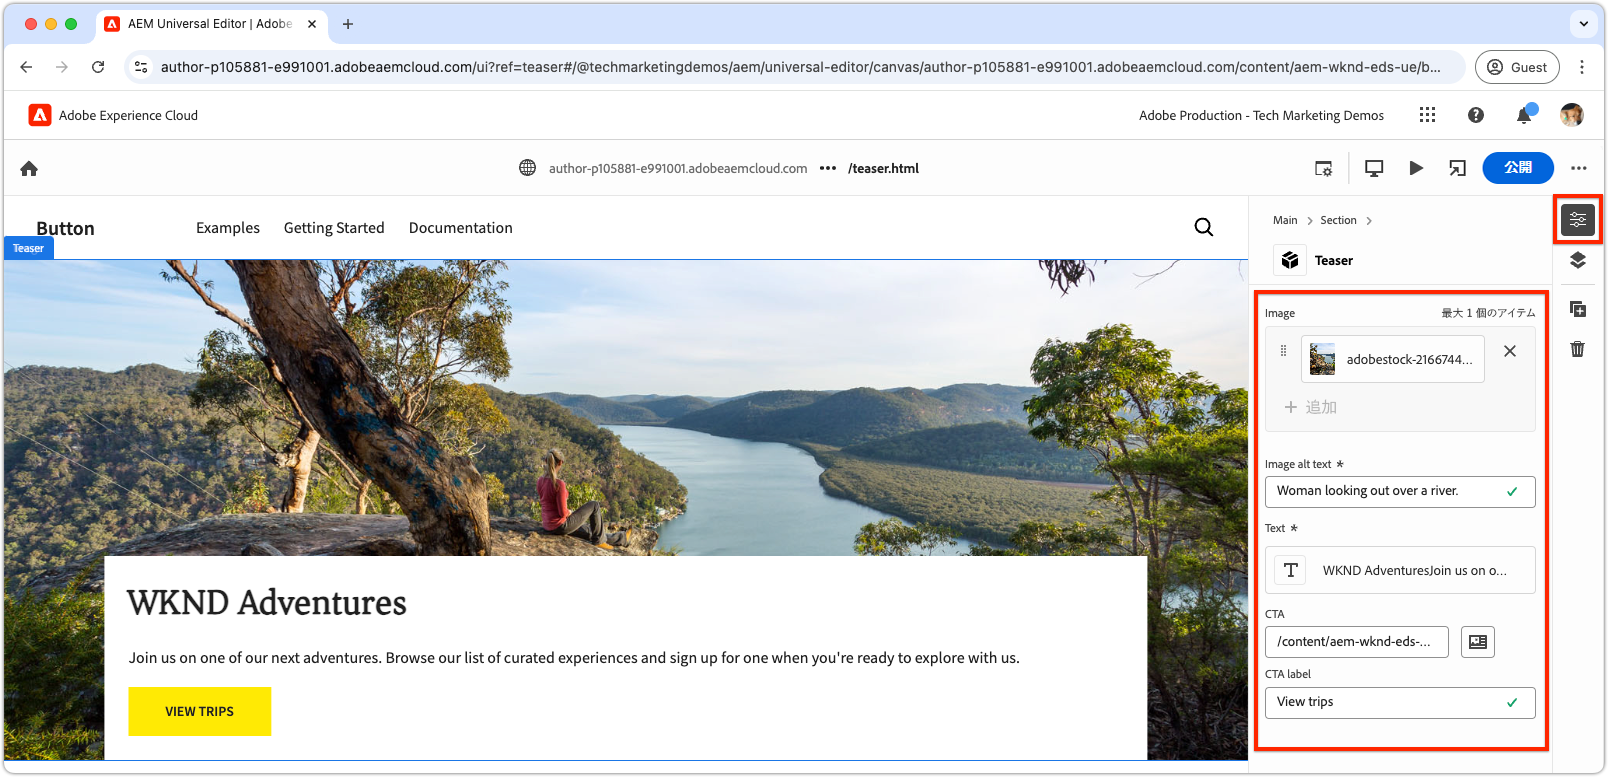 AEM Universal Editor | Adobe
author-p105881-e991001.adobeaemcloud.com/ui?ref=teaser#/@techmarketingdemos/aem/universal-editor/canvas/author-p105881-e991001.adobeaemcloud.com/content/aem-wknd-eds-ue/b...
Guest
Adobe Experience Cloud
Adobe Production - Tech Marketing Demos
author-p105881-e991001.adobeaemcloud.com ••• /teaser.html
公開
Button
Examples
Getting Started
Documentation
Teaser
WKND Adventures
Join us on one of our next adventures. Browse our list of curated experiences and sign up for one when you're ready to explore with us.
VIEW TRIPS
Main > Section >
Teaser
Image
最大 1 個のアイテム
adobestock-2166744...
+ 追加
Image alt text *
Woman looking out over a river.
Text *
WKND AdventuresJoin us on o...
CTA
/content/aem-wknd-eds-...
CTA label
View trips